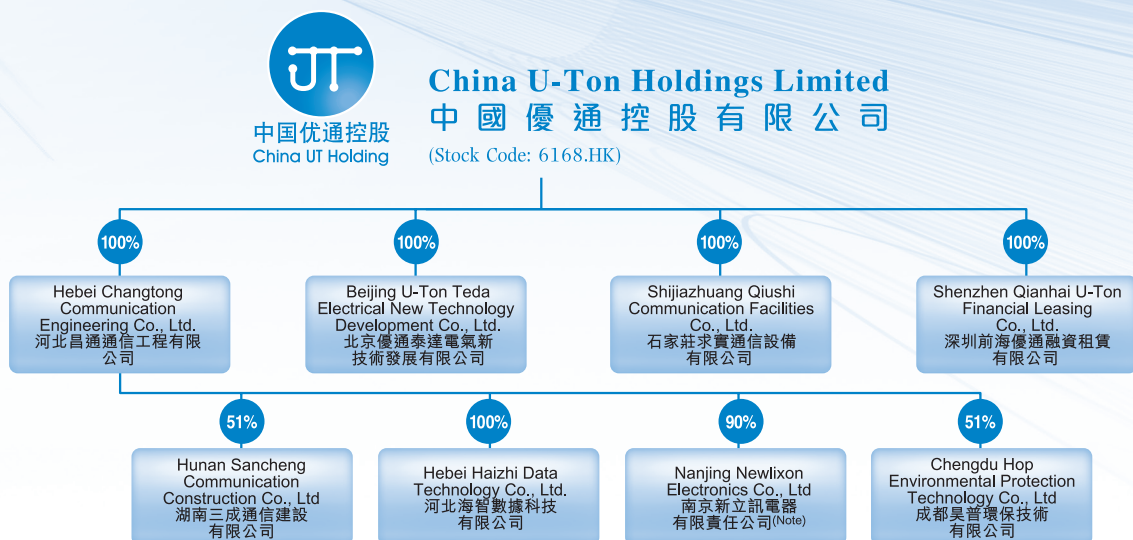 中国优通控股
China UT Holding
China U-Ton Holdings Limited
中國優通控股有限公司
(Stock Code: 6168.HK)
100%
100%
100%
100%
Hebei Changtong
Communication
Engineering Co., Ltd.
河北昌通通信工程有限
公司
Beijing U-Ton Teda
Electrical New Technology
Development Co., Ltd.
北京優通泰達電氣新
技術發展有限公司
Shijiazhuang Qiushi
Communication Facilities
Co., Ltd.
石家莊求實通信設備
有限公司
Shenzhen Qianhai U-Ton
Financial Leasing
Co., Ltd.
深圳前海優通融資租賃
有限公司
51%
100%
90%
51%
Hunan Sancheng
Communication
Construction Co., Ltd
湖南三成通信建設
有限公司
Hebei Haizhi Data
Technology Co., Ltd.
河北海智數據科技
有限公司
Nanjing Newlixon
Electronics Co., Ltd
南京新立訊電器
有限責任公司(Note)
Chengdu Hop
Environmental Protection
Technology Co., Ltd
成都昊普環保技術
有限公司